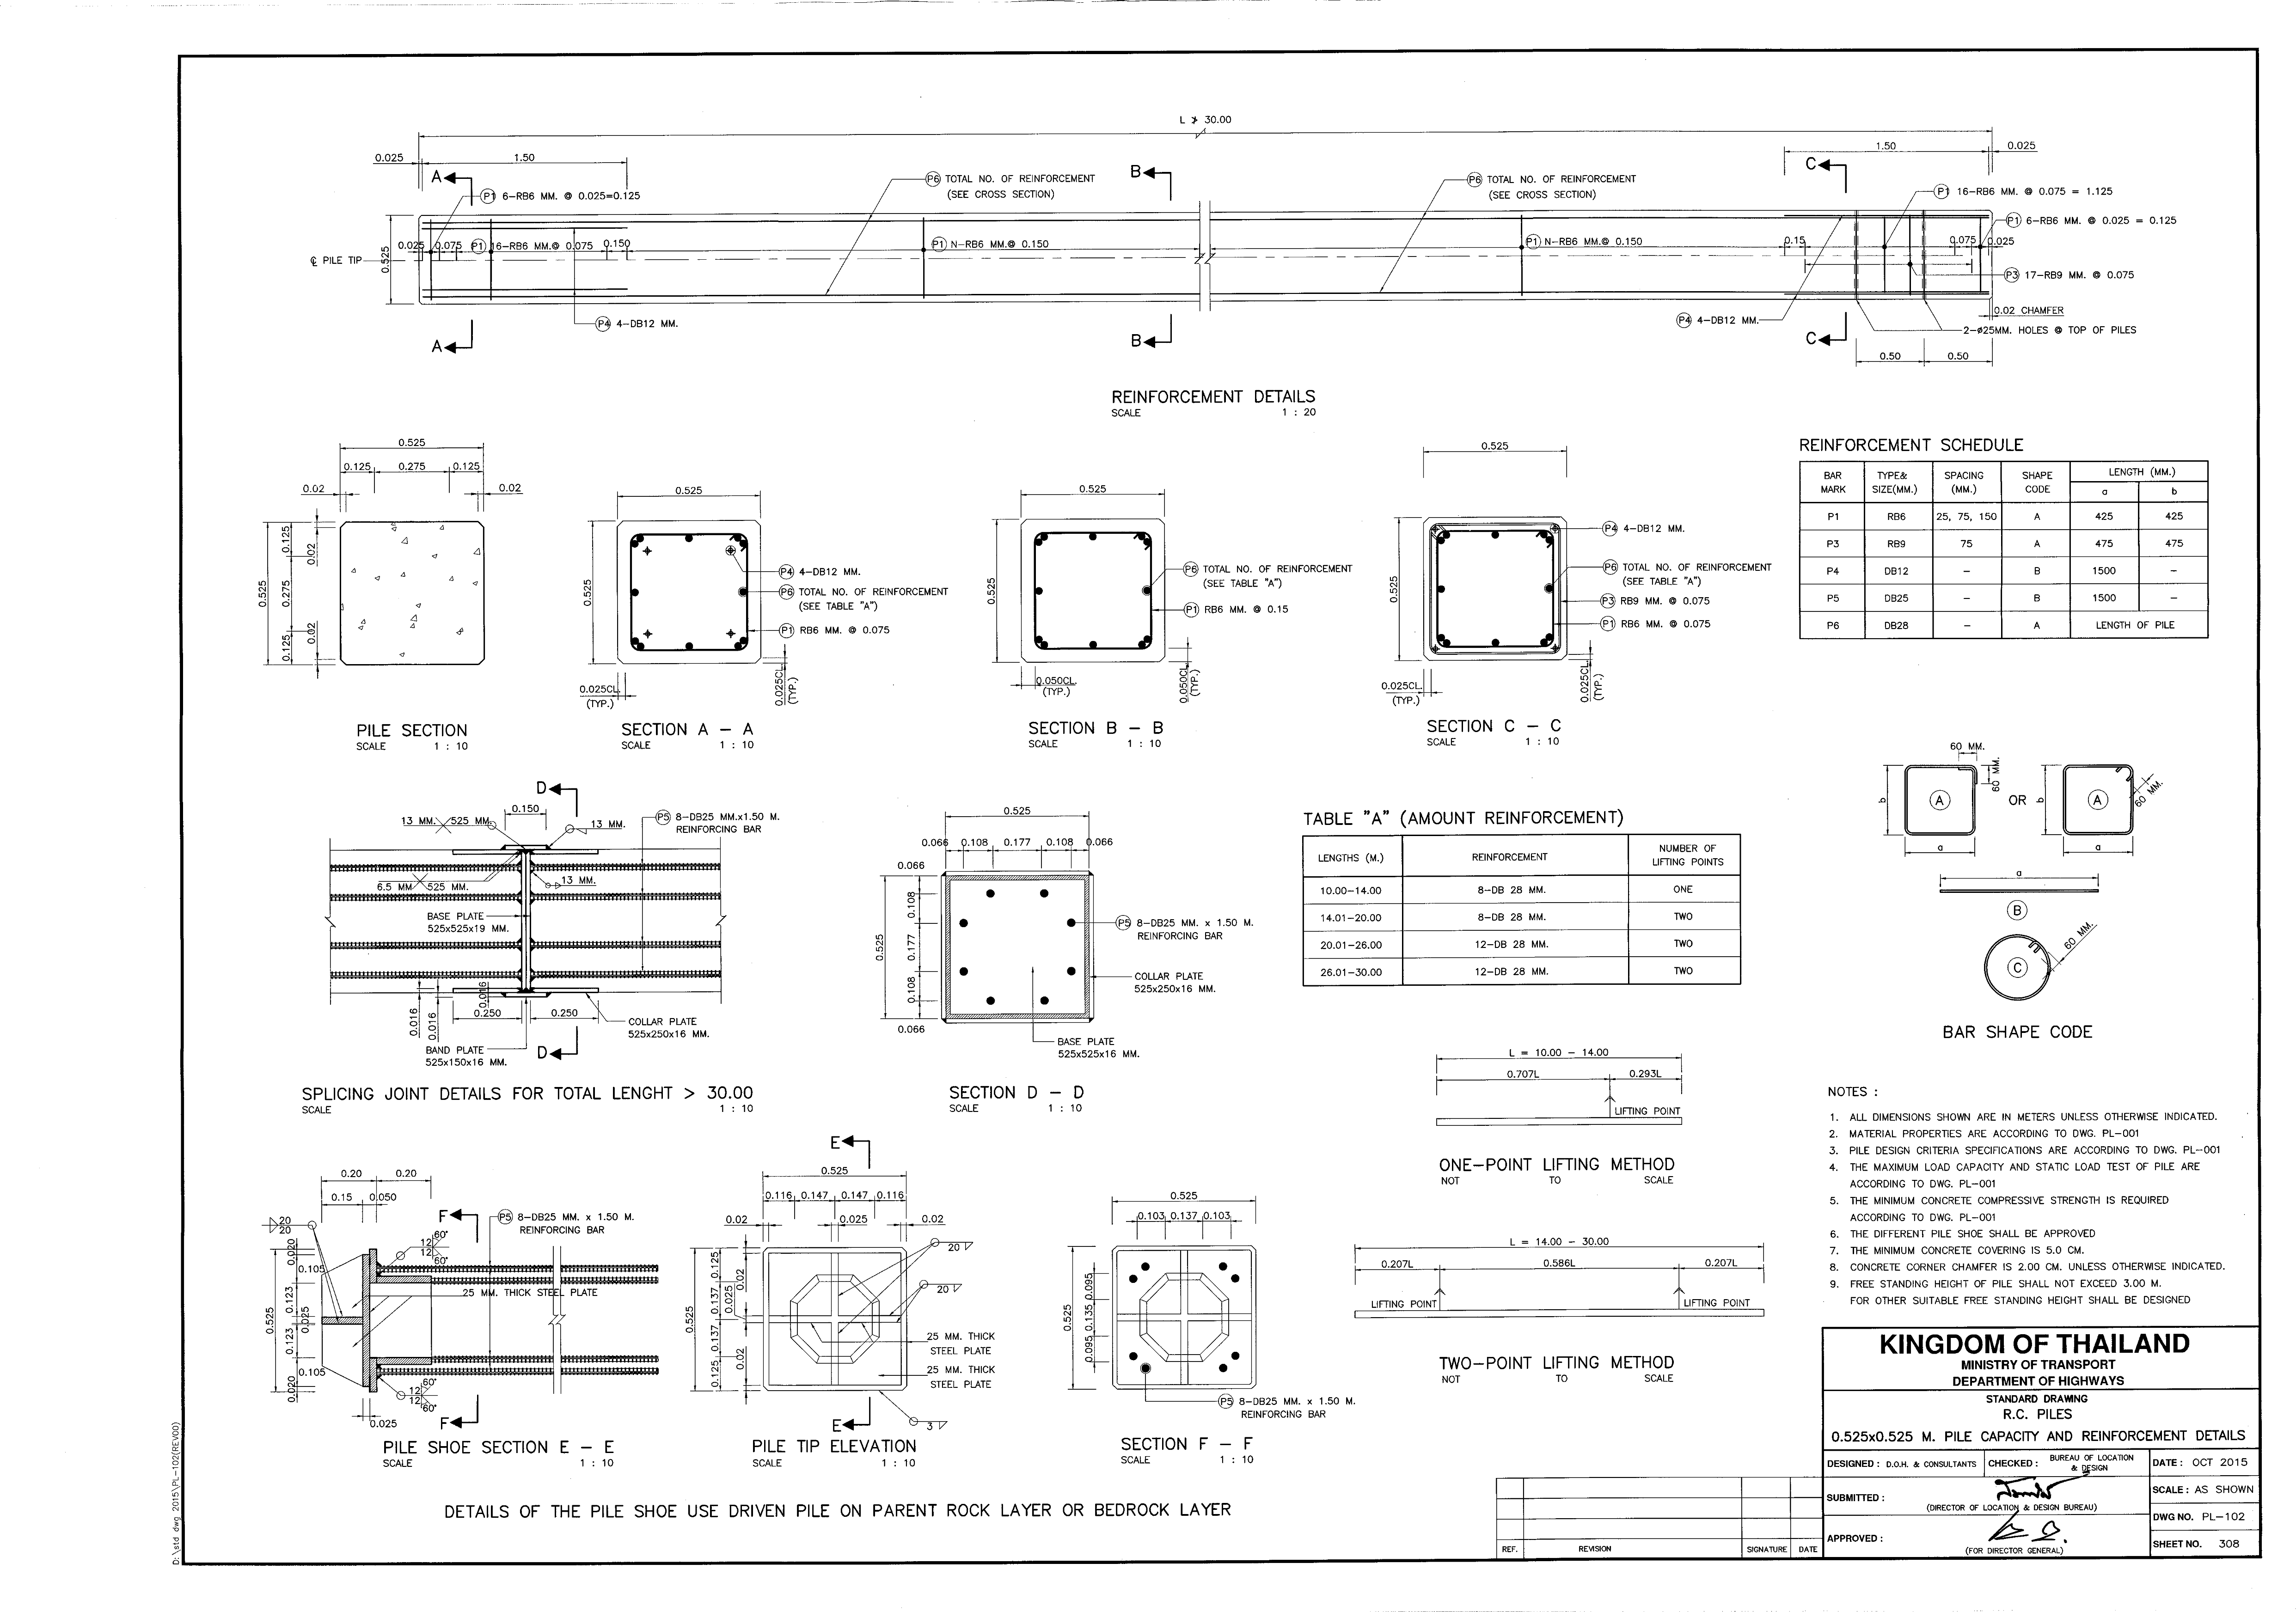 L ≯ 30.00
0.025
1.50
1.50
0.025
A
B
C
P6 TOTAL NO. OF REINFORCEMENT
(SEE CROSS SECTION)
P6 TOTAL NO. OF REINFORCEMENT
(SEE CROSS SECTION)
P1 6-RB6 MM. @ 0.025=0.125
P1 16-RB6 MM. @ 0.075 = 1.125
P1 6-RB6 MM. @ 0.025 = 0.125
0.025
0.075
P1 16-RB6 MM.@ 0.075
0.150
P1 N-RB6 MM.@ 0.150
P1 N-RB6 MM.@ 0.150
0.15
0.075
0.025
℄ PILE TIP
0.525
P3 17-RB9 MM. @ 0.075
P4 4-DB12 MM.
P4 4-DB12 MM.
0.02 CHAMFER
2-ø25MM. HOLES @ TOP OF PILES
A
B
C
0.50
0.50
REINFORCEMENT DETAILS
SCALE 1 : 20
0.525
0.125
0.275
0.125
0.02
0.02
0.525
0.125
0.275
0.125
0.02
0.02
PILE SECTION
SCALE 1 : 10
0.525
0.525
P4 4-DB12 MM.
P6 TOTAL NO. OF REINFORCEMENT
(SEE TABLE "A")
P1 RB6 MM. @ 0.075
0.025CL.
(TYP.)
0.025CL.
(TYP.)
SECTION A - A
SCALE 1 : 10
0.525
0.525
P6 TOTAL NO. OF REINFORCEMENT
(SEE TABLE "A")
P1 RB6 MM. @ 0.15
0.050CL.
(TYP.)
0.050CL.
(TYP.)
SECTION B - B
SCALE 1 : 10
0.525
0.525
P4 4-DB12 MM.
P6 TOTAL NO. OF REINFORCEMENT
(SEE TABLE "A")
P3 RB9 MM. @ 0.075
P1 RB6 MM. @ 0.075
0.025CL.
(TYP.)
0.025CL.
(TYP.)
SECTION C - C
SCALE 1 : 10
REINFORCEMENT SCHEDULE
BAR MARK TYPE& SIZE(MM.) SPACING (MM.) SHAPE CODE LENGTH (MM.)
a b
P1 RB6 25, 75, 150 A 425 425
P3 RB9 75 A 475 475
P4 DB12 - B 1500 -
P5 DB25 - B 1500 -
P6 DB28 - A LENGTH OF PILE
60 MM.
60 MM.
b
A
a
OR
b
A
a
60 MM.
a
B
C
60 MM.
BAR SHAPE CODE
D
0.150
13 MM. 525 MM.
13 MM.
P5 8-DB25 MM.x1.50 M.
REINFORCING BAR
6.5 MM 525 MM.
13 MM.
BASE PLATE
525x525x19 MM.
0.016
0.016
0.016
0.250
0.250
COLLAR PLATE
525x250x16 MM.
BAND PLATE
525x150x16 MM.
D
SPLICING JOINT DETAILS FOR TOTAL LENGHT > 30.00
SCALE 1 : 10
0.525
0.066 0.108 0.177 0.108 0.066
0.066
0.108
0.177
0.108
0.066
0.525
P5 8-DB25 MM. x 1.50 M.
REINFORCING BAR
COLLAR PLATE
525x250x16 MM.
BASE PLATE
525x525x16 MM.
SECTION D - D
SCALE 1 : 10
TABLE "A" (AMOUNT REINFORCEMENT)
LENGTHS (M.) REINFORCEMENT NUMBER OF LIFTING POINTS
10.00-14.00 8-DB 28 MM. ONE
14.01-20.00 8-DB 28 MM. TWO
20.01-26.00 12-DB 28 MM. TWO
26.01-30.00 12-DB 28 MM. TWO
L = 10.00 - 14.00
0.707L
0.293L
LIFTING POINT
ONE-POINT LIFTING METHOD
NOT TO SCALE
L = 14.00 - 30.00
0.207L
0.586L
0.207L
LIFTING POINT
LIFTING POINT
TWO-POINT LIFTING METHOD
NOT TO SCALE
0.20
0.20
0.15
0.050
20
20
F
P5 8-DB25 MM. x 1.50 M.
REINFORCING BAR
12 60°
12 60°
0.020
0.105
0.123
0.025
0.123
0.105
0.020
0.525
25 MM. THICK STEEL PLATE
12 60°
12 60°
0.025
F
PILE SHOE SECTION E - E
SCALE 1 : 10
E
0.525
0.116 0.147 0.147 0.116
0.02
0.025
0.02
20
20
0.525
0.125
0.137
0.137
0.125
0.02
0.025
0.02
25 MM. THICK
STEEL PLATE
25 MM. THICK
STEEL PLATE
E
3
PILE TIP ELEVATION
SCALE 1 : 10
0.525
0.103 0.137 0.103
0.525
0.095
0.135
0.095
P5 8-DB25 MM. x 1.50 M.
REINFORCING BAR
SECTION F - F
SCALE 1 : 10
DETAILS OF THE PILE SHOE USE DRIVEN PILE ON PARENT ROCK LAYER OR BEDROCK LAYER
NOTES :
1. ALL DIMENSIONS SHOWN ARE IN METERS UNLESS OTHERWISE INDICATED.
2. MATERIAL PROPERTIES ARE ACCORDING TO DWG. PL-001
3. PILE DESIGN CRITERIA SPECIFICATIONS ARE ACCORDING TO DWG. PL-001
4. THE MAXIMUM LOAD CAPACITY AND STATIC LOAD TEST OF PILE ARE
ACCORDING TO DWG. PL-001
5. THE MINIMUM CONCRETE COMPRESSIVE STRENGTH IS REQUIRED
ACCORDING TO DWG. PL-001
6. THE DIFFERENT PILE SHOE SHALL BE APPROVED
7. THE MINIMUM CONCRETE COVERING IS 5.0 CM.
8. CONCRETE CORNER CHAMFER IS 2.00 CM. UNLESS OTHERWISE INDICATED.
9. FREE STANDING HEIGHT OF PILE SHALL NOT EXCEED 3.00 M.
FOR OTHER SUITABLE FREE STANDING HEIGHT SHALL BE DESIGNED
KINGDOM OF THAILAND
MINISTRY OF TRANSPORT
DEPARTMENT OF HIGHWAYS
STANDARD DRAWING
R.C. PILES
0.525x0.525 M. PILE CAPACITY AND REINFORCEMENT DETAILS
DESIGNED : D.O.H. & CONSULTANTS
CHECKED : BUREAU OF LOCATION & DESIGN
DATE : OCT 2015
SUBMITTED :
(DIRECTOR OF LOCATION & DESIGN BUREAU)
SCALE : AS SHOWN
DWG NO. PL-102
APPROVED :
(FOR DIRECTOR GENERAL)
SHEET NO. 308
REF. REVISION SIGNATURE DATE
D:\std dwg 2015\PL-102(REV00)